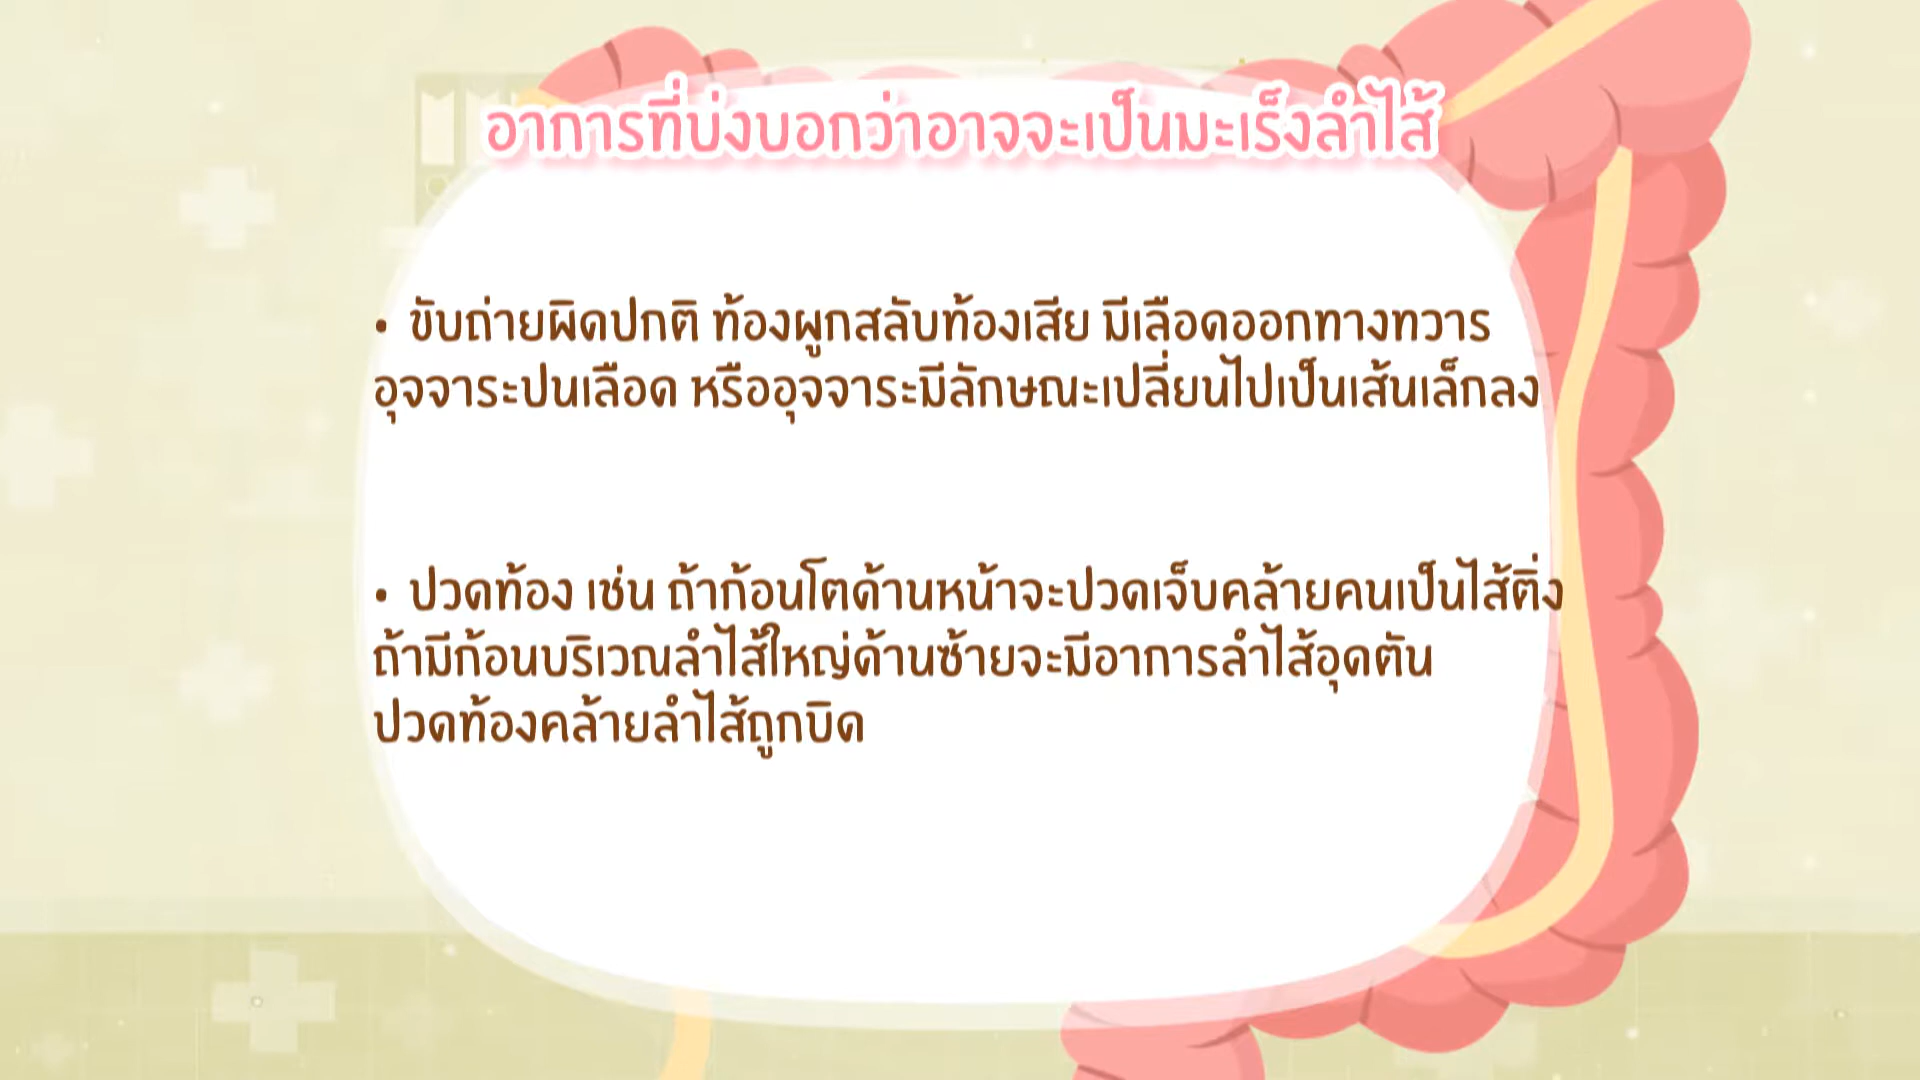 อาการที่บ่งบอกว่าอาจจะเป็นมะเร็งลำไส้
• ขับถ่ายผิดปกติ ท้องผูกสลับท้องเสีย มีเลือดออกทางทวาร
อุจจาระปนเลือด หรืออุจจาระมีลักษณะเปลี่ยนไปเป็นเส้นเล็กลง
• ปวดท้อง เช่น ถ้าก้อนโตด้านหน้าจะปวดเจ็บคล้ายคนเป็นไส้ติ่ง
ถ้ามีก้อนบริเวณลำไส้ใหญ่ด้านซ้ายจะมีอาการลำไส้อุดตัน
ปวดท้องคล้ายลำไส้ถูกบิด